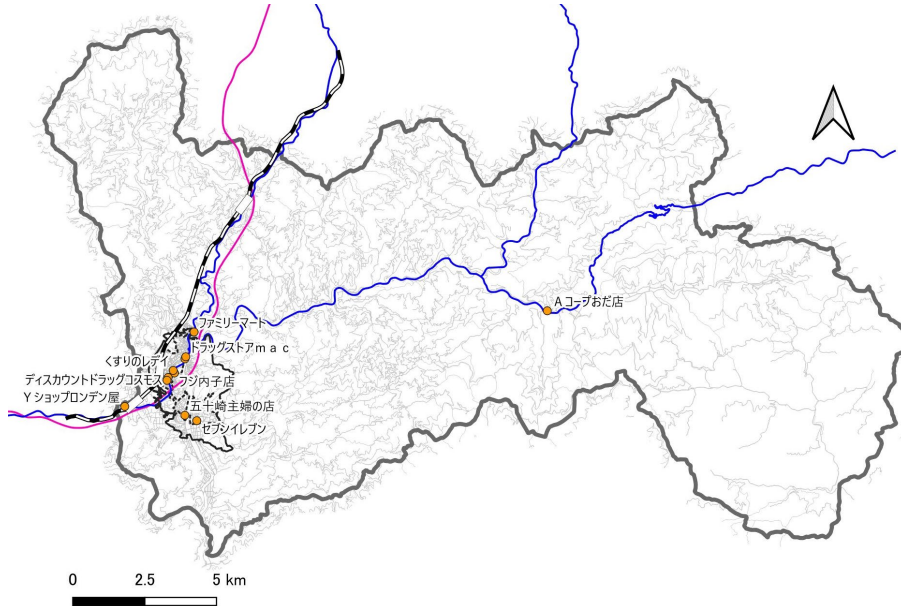 Aコープおだ店
ファミリーマート
ドラッグストアmac
くすりのレデイ
ディスカウントドラッグコスモス
フジ内子店
Yショップロンデン屋
五十崎主婦の店
セブンイレブン
0 2.5 5 km